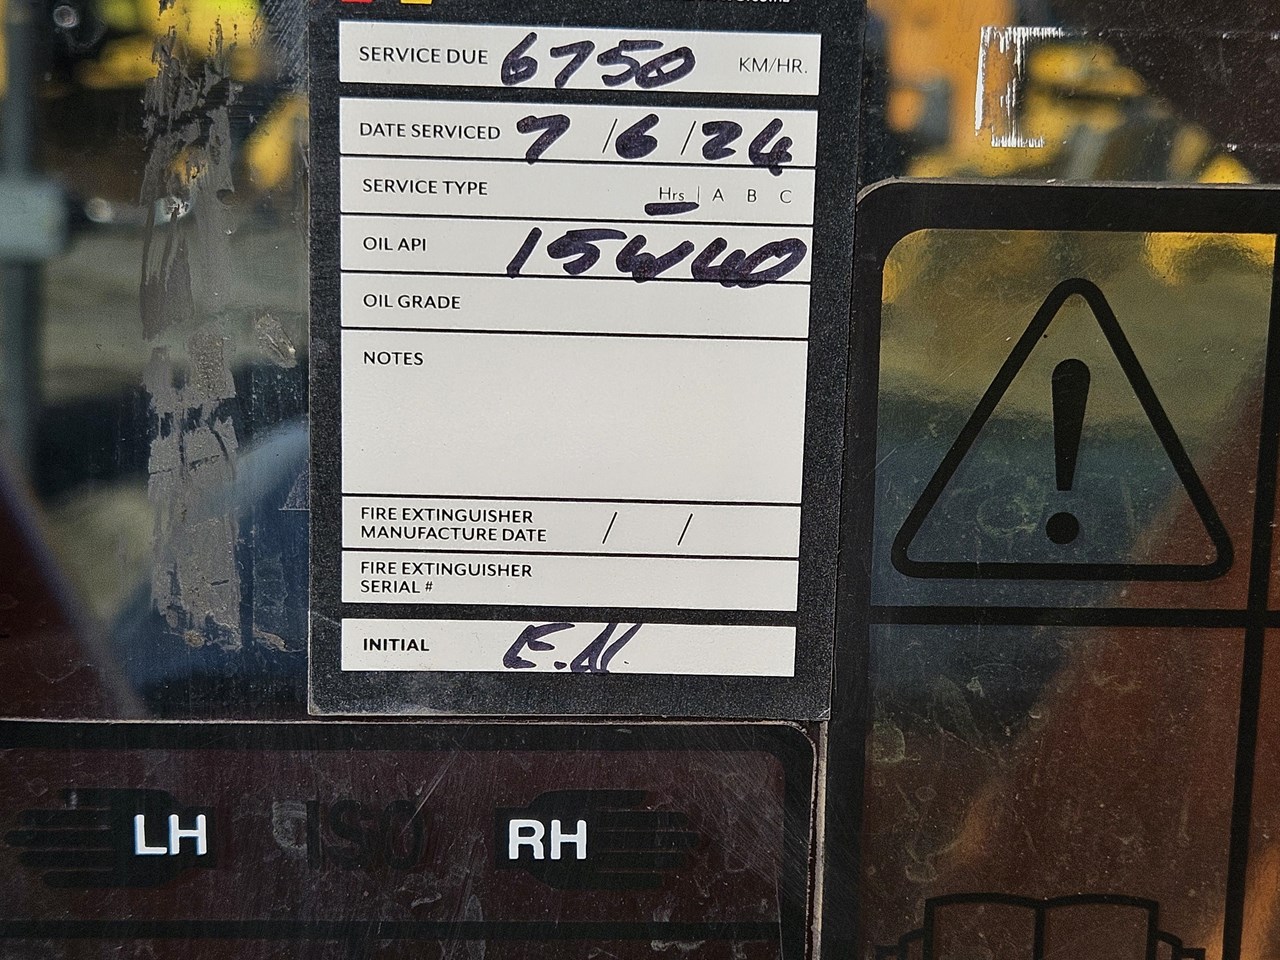 SERVICE DUE 6750 KM/HR.
DATE SERVICED 7 /6 /24
SERVICE TYPE Hrs | A B C
OIL API 15W40
OIL GRADE
NOTES
FIRE EXTINGUISHER
MANUFACTURE DATE / /
FIRE EXTINGUISHER
SERIAL #
INITIAL E.N.
LH ISO RH